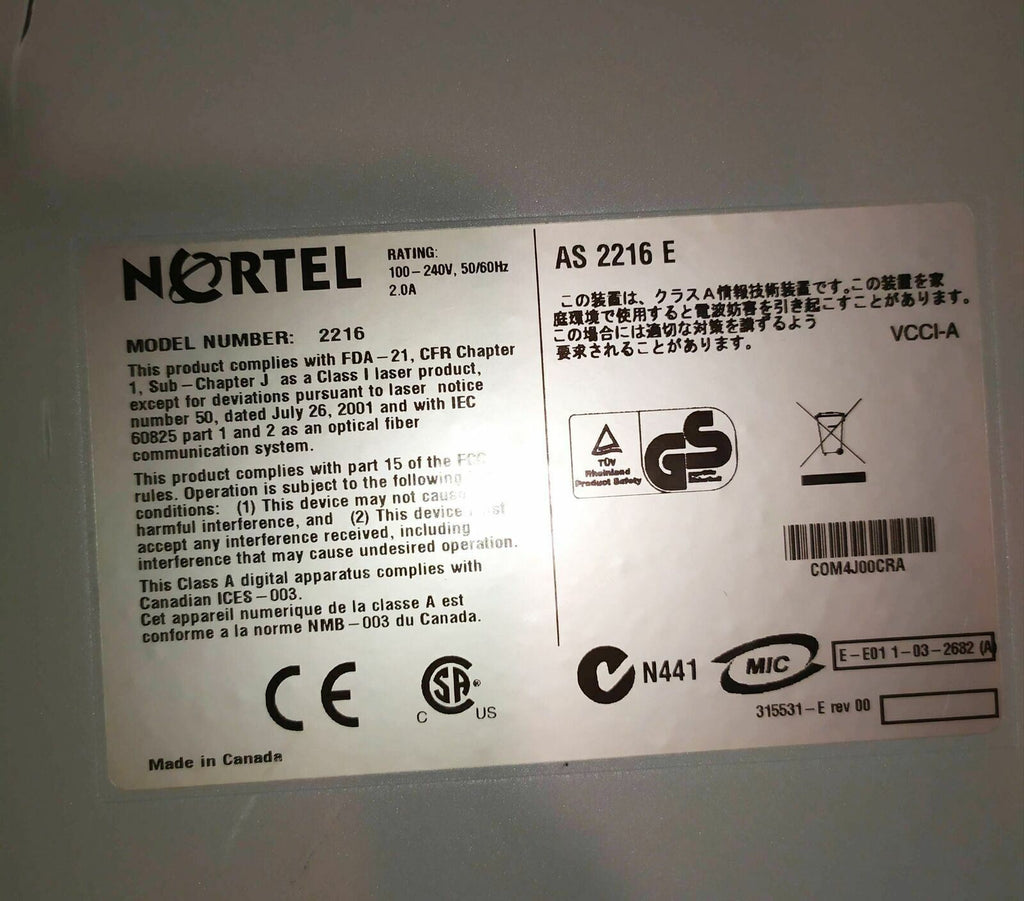 NORTEL
RATING:
100-240V, 50/60Hz
2.0A
MODEL NUMBER: 2216
This product complies with FDA-21, CFR Chapter
1, Sub-Chapter J as a Class I laser product,
except for deviations pursuant to laser notice
number 50, dated July 26, 2001 and with IEC
60825 part 1 and 2 as an optical fiber
communication system.
This product complies with part 15 of the FCC
rules. Operation is subject to the following
conditions: (1) This device may not cause
harmful interference, and (2) This device must
accept any interference received, including
interference that may cause undesired operation.
This Class A digital apparatus complies with
Canadian ICES-003.
Cet appareil numerique de la classe A est
conforme a la norme NMB-003 du Canada.
CE
SA
C US
Made in Canada
AS 2216 E
この装置は、クラスA情報技術装置です。この装置を家
庭環境で使用すると電波妨害を引き起こすことがあります。
この場合には適切な対策を講ずるよう
要求されることがあります。
VCCI-A
TÜV
Rheinland
Product Safety
GS
COM4J00CRA
N441
MIC
E-E01 1-03-2682 (A)
315531-E rev 00